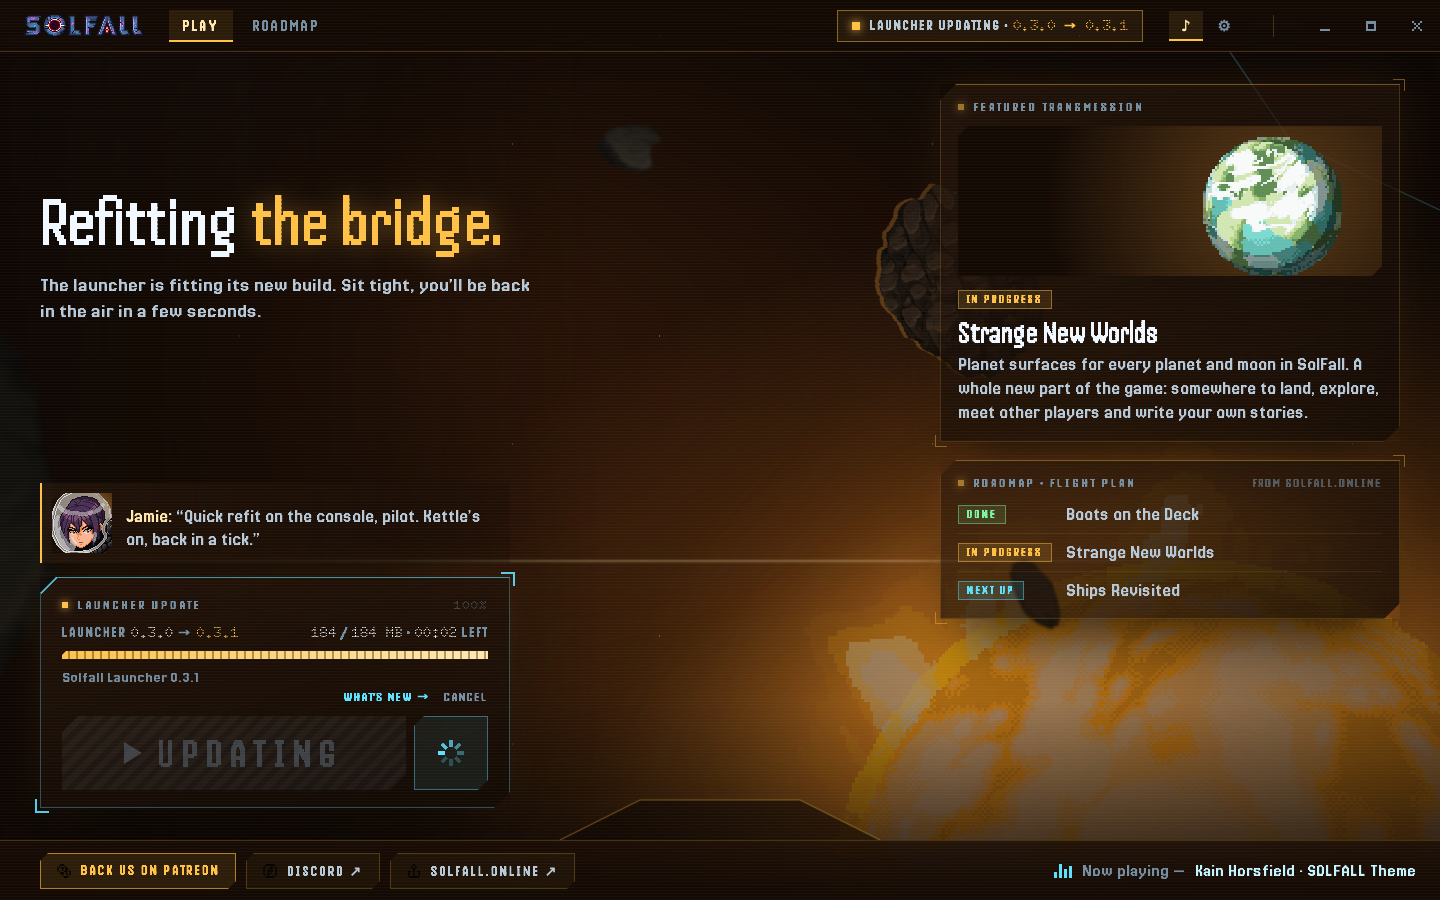 SOLFALL
PLAY
ROADMAP
LAUNCHER UPDATING · 0.3.0 → 0.3.1
♪
FEATURED TRANSMISSION
IN PROGRESS
Strange New Worlds
Planet surfaces for every planet and moon in SolFall. A
whole new part of the game: somewhere to land, explore,
meet other players and write your own stories.
Refitting the bridge.
The launcher is fitting its new build. Sit tight, you'll be back
in the air in a few seconds.
ROADMAP · FLIGHT PLAN
FROM SOLFALL.ONLINE
DONE Boots on the Deck
IN PROGRESS Strange New Worlds
NEXT UP Ships Revisited
Jamie: “Quick refit on the console, pilot. Kettle's
on, back in a tick.”
LAUNCHER UPDATE 100%
LAUNCHER 0.3.0 → 0.3.1 184/184 MB · 00:02 LEFT
Solfall Launcher 0.3.1
WHAT'S NEW → CANCEL
UPDATING
BACK US ON PATREON
DISCORD ↗
SOLFALL.ONLINE ↗
Now playing — Kain Horsfield · SOLFALL Theme